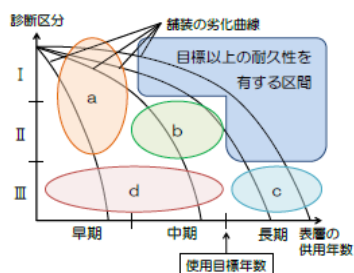 診断区分
舗装の劣化曲線
目標以上の耐久性を
有する区間
Ⅰ
a
Ⅱ
b
Ⅲ
d
c
早期
中期
長期
表層の
供用年数
使用目標年数